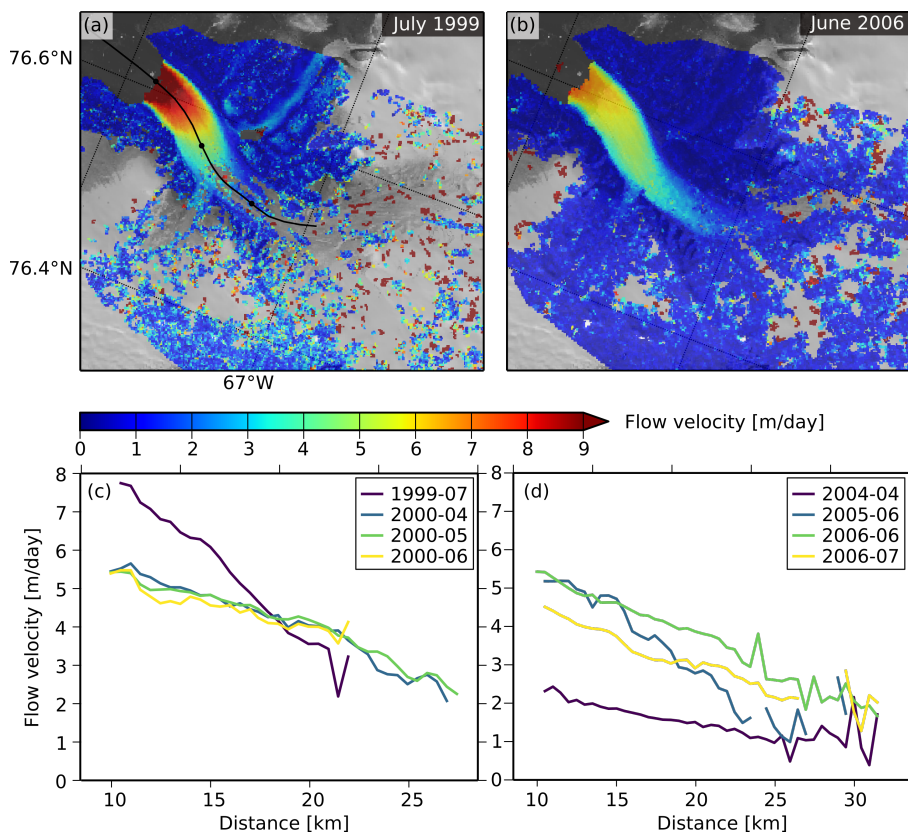 (a)
July 1999
(b)
June 2006
76.6°N
76.4°N
67°W
0 1 2 3 4 5 6 7 8 9
Flow velocity [m/day]
(c)
1999-07
2000-04
2000-05
2000-06
8
7
6
5
4
3
2
1
0
Flow velocity [m/day]
10 15 20 25
Distance [km]
(d)
2004-04
2005-06
2006-06
2006-07
8
7
6
5
4
3
2
1
0
10 15 20 25 30
Distance [km]